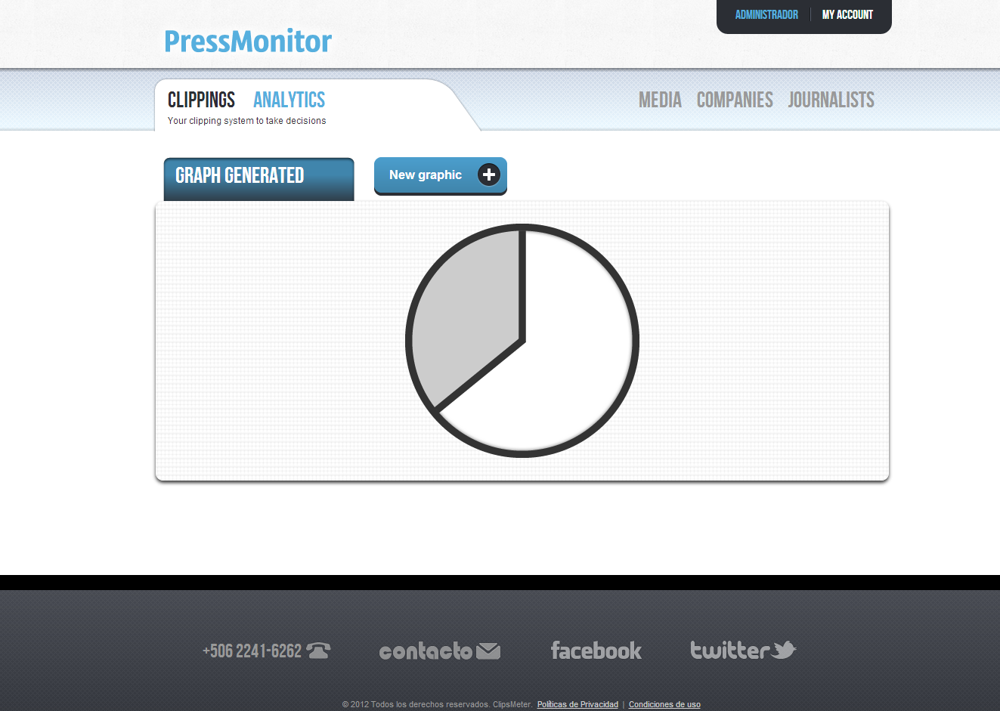 ADMINISTRADOR MY ACCOUNT
PressMonitor
CLIPPINGS ANALYTICS MEDIA COMPANIES JOURNALISTS
Your clipping system to take decisions
GRAPH GENERATED New graphic
+506 2241-6262 contacto facebook twitter
© 2012 Todos los derechos reservados. ClipsMeter. Políticas de Privacidad | Condiciones de uso